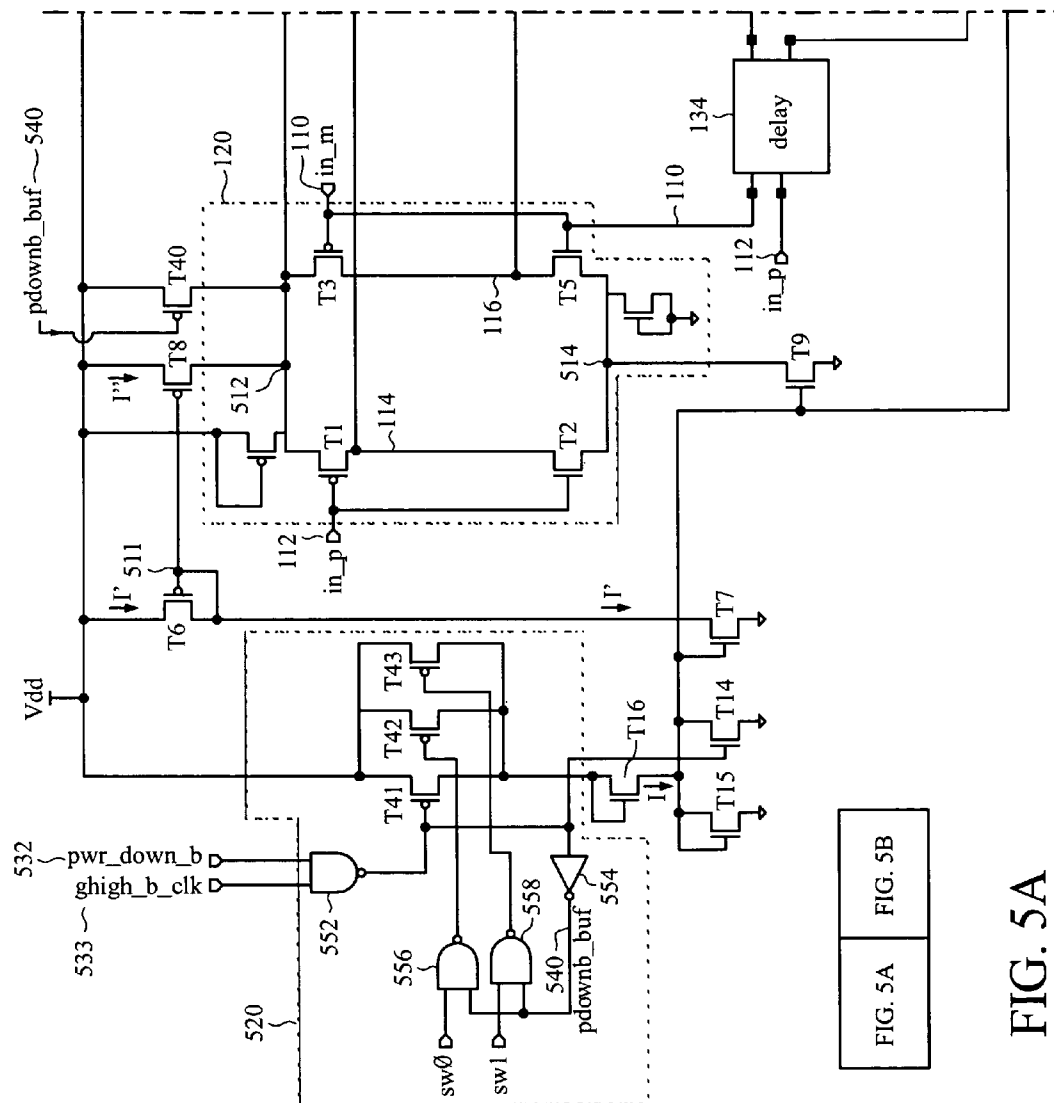 Vdd
pdownb_buf 540
I'
T6
511
I"
T8
T40
512
120
532
pwr_down_b
ghigh_b_clk
533
552
520
T41
T42
T43
T1
T3
110
in_m
112
in_p
114
116
134
delay
110
556
558
554
540
pdownb_buf
sw0
sw1
T16
I
I'
T2
T5
514
112
in_p
T15
T14
T7
T9
FIG. 5A
FIG. 5B
FIG. 5A